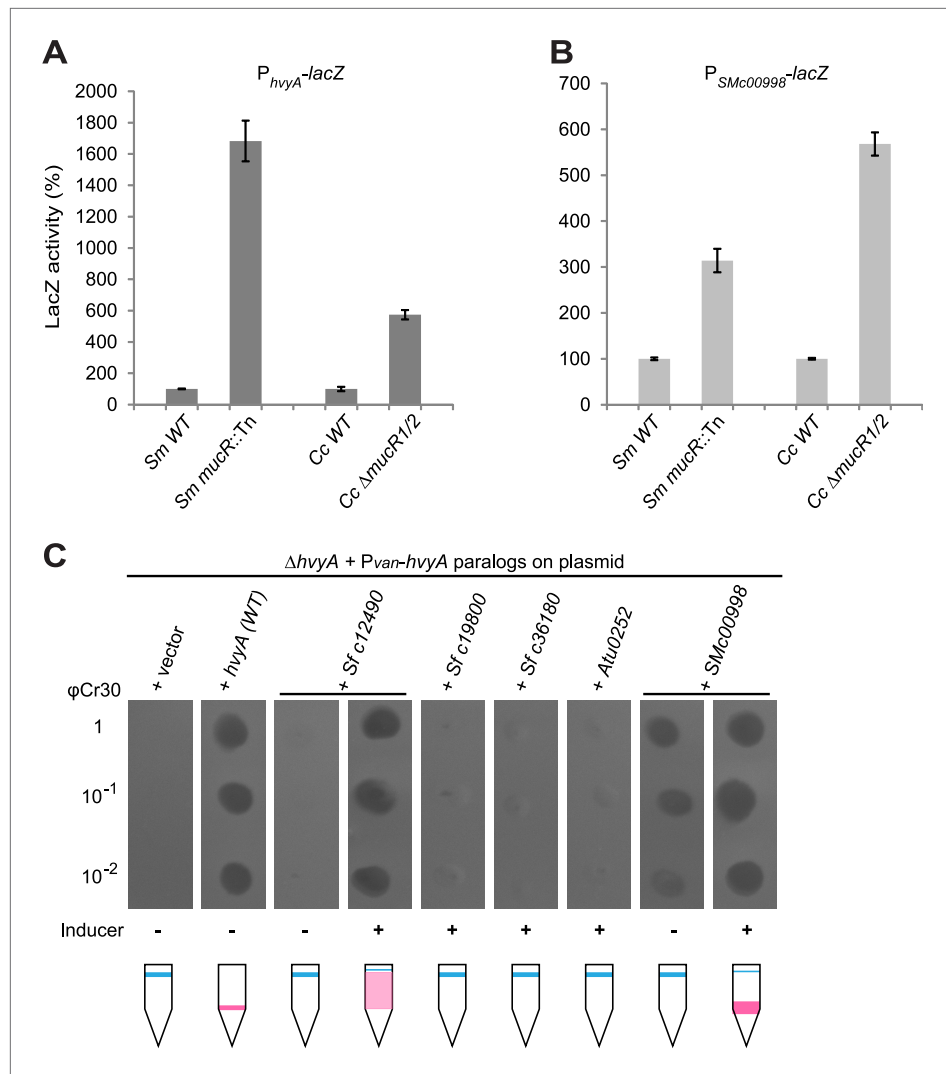 A
P_hvyA-lacZ
LacZ activity (%)
2000
1800
1600
1400
1200
1000
800
600
400
200
0
Sm WT
Sm mucR::Tn
Cc WT
Cc ΔmucR1/2
B
P_SMc00998-lacZ
700
600
500
400
300
200
100
0
Sm WT
Sm mucR::Tn
Cc WT
Cc ΔmucR1/2
C
ΔhvyA + Pvan-hvyA paralogs on plasmid
+ vector
+ hvyA (WT)
+ Sf c12490
+ Sf c19800
+ Sf c36180
+ Atu0252
+ SMc00998
φCr30
1
10⁻¹
10⁻²
Inducer - - - + + + + - +